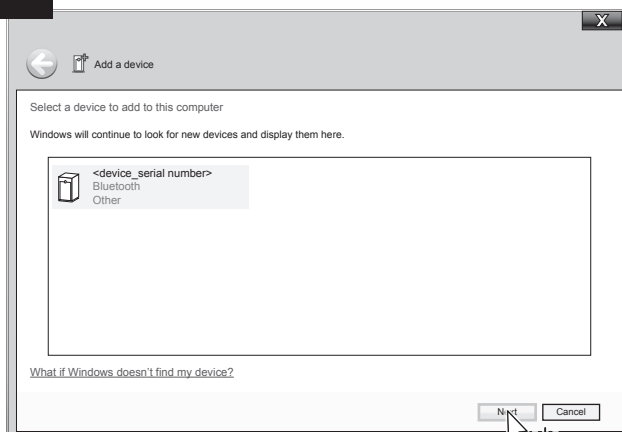 X
Add a device
Select a device to add to this computer
Windows will continue to look for new devices and display them here.
<device_serial number>
Bluetooth
Other
What if Windows doesn't find my device?
Next
Cancel